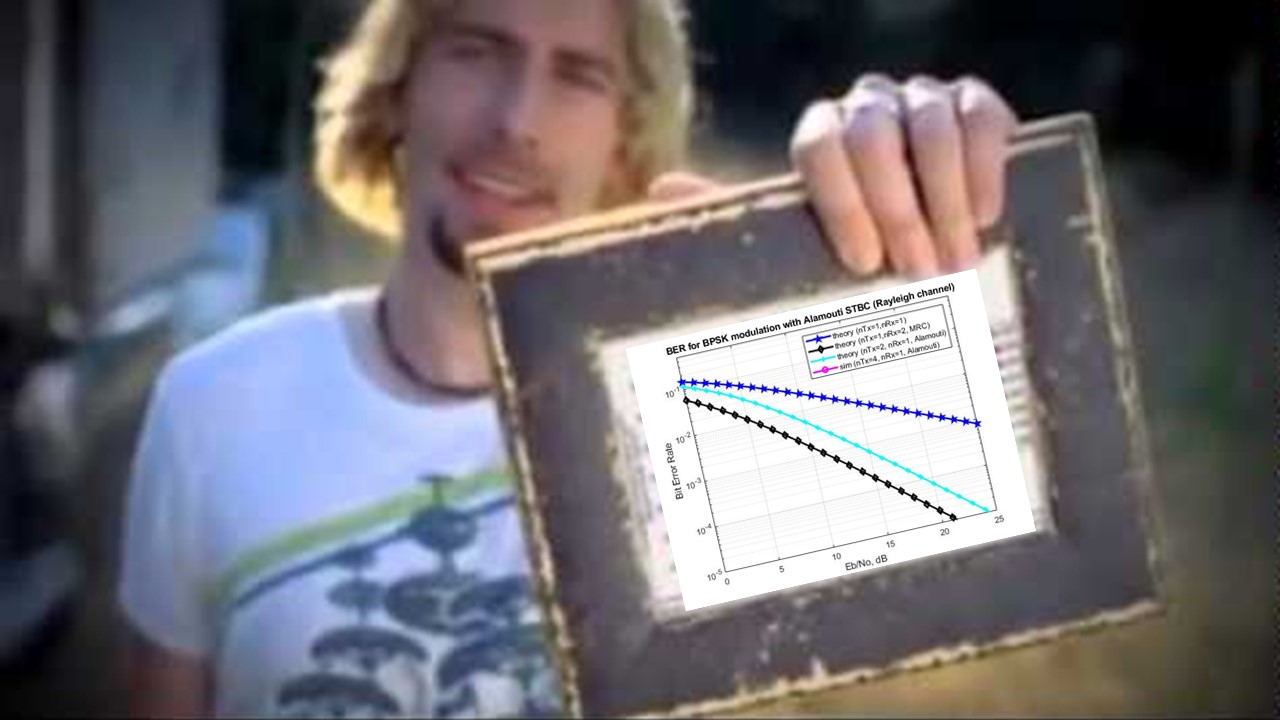 BER for BPSK modulation with Alamouti STBC (Rayleigh channel)
theory (nTx=1,nRx=1)
theory (nTx=1,nRx=2, MRC)
theory (nTx=2, nRx=1, Alamouti)
sim (nTx=4, nRx=1, Alamouti)
10-1
10-2
10-3
10-4
10-5
Bit Error Rate
0
5
10
15
20
25
Eb/No, dB